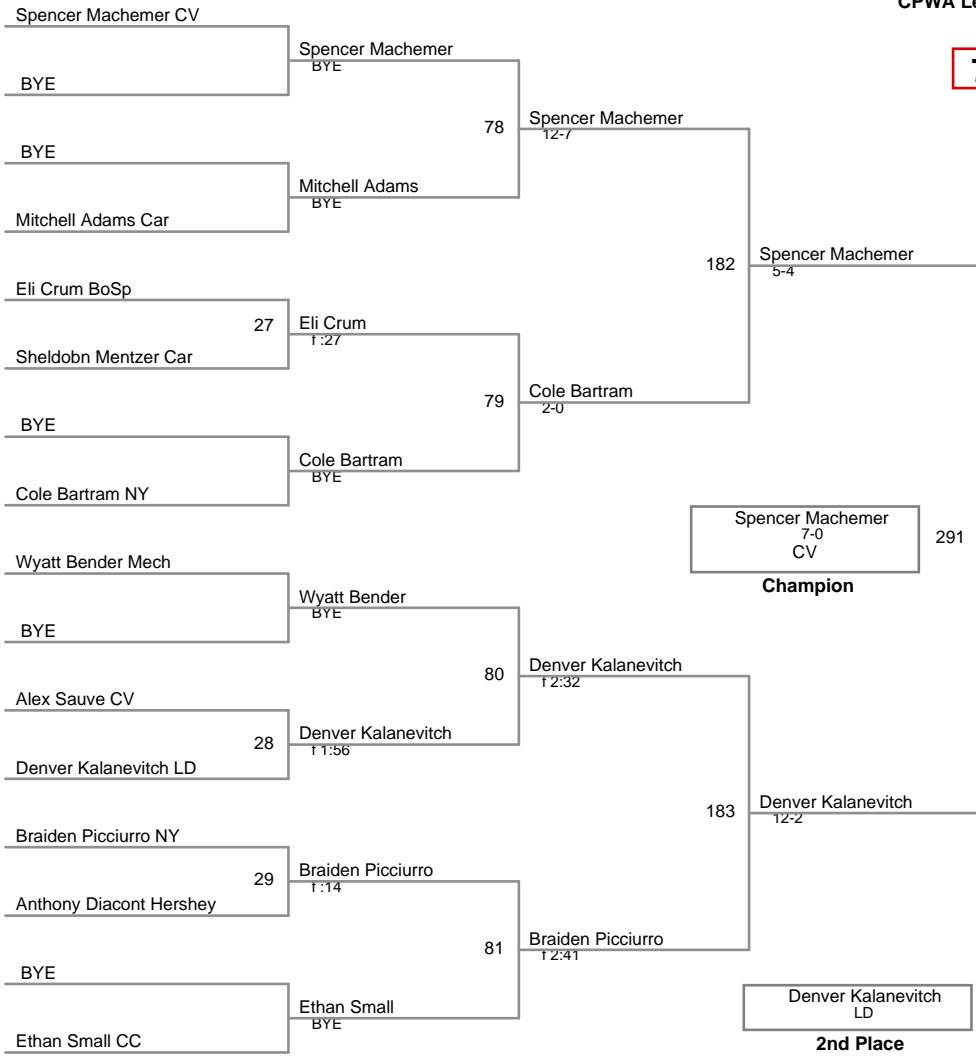 CPWA Le
Spencer Machemer CV
BYE
BYE
Mitchell Adams Car
Eli Crum BoSp
27
Sheldobn Mentzer Car
BYE
Cole Bartram NY
Wyatt Bender Mech
BYE
Alex Sauve CV
28
Denver Kalanevitch LD
Braiden Picciurro NY
29
Anthony Diacont Hershey
BYE
Ethan Small CC
Spencer Machemer
BYE
78
Mitchell Adams
BYE
Eli Crum
f :27
79
Cole Bartram
BYE
Wyatt Bender
BYE
80
Denver Kalanevitch
f 1:56
Braiden Picciurro
f :14
81
Ethan Small
BYE
Spencer Machemer
12-7
182
Cole Bartram
2-0
Denver Kalanevitch
f 2:32
183
Braiden Picciurro
f 2:41
Spencer Machemer
5-4
Denver Kalanevitch
12-2
Spencer Machemer
7-0
CV
291
Champion
Denver Kalanevitch
LD
2nd Place